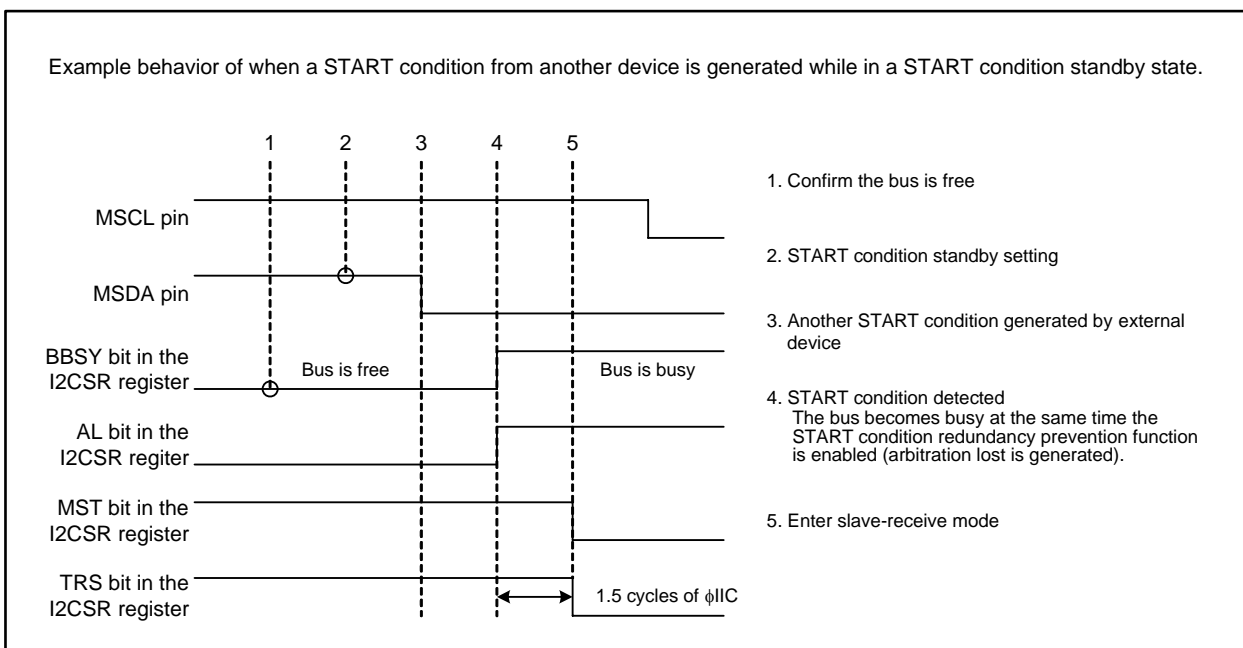 Example behavior of when a START condition from another device is generated while in a START condition standby state.
1 2 3 4 5
MSCL pin
MSDA pin
BBSY bit in the
I2CSR register
Bus is free
Bus is busy
AL bit in the
I2CSR regiter
MST bit in the
I2CSR register
TRS bit in the
I2CSR register
1.5 cycles of ϕIIC
1. Confirm the bus is free
2. START condition standby setting
3. Another START condition generated by external
device
4. START condition detected
The bus becomes busy at the same time the
START condition redundancy prevention function
is enabled (arbitration lost is generated).
5. Enter slave-receive mode